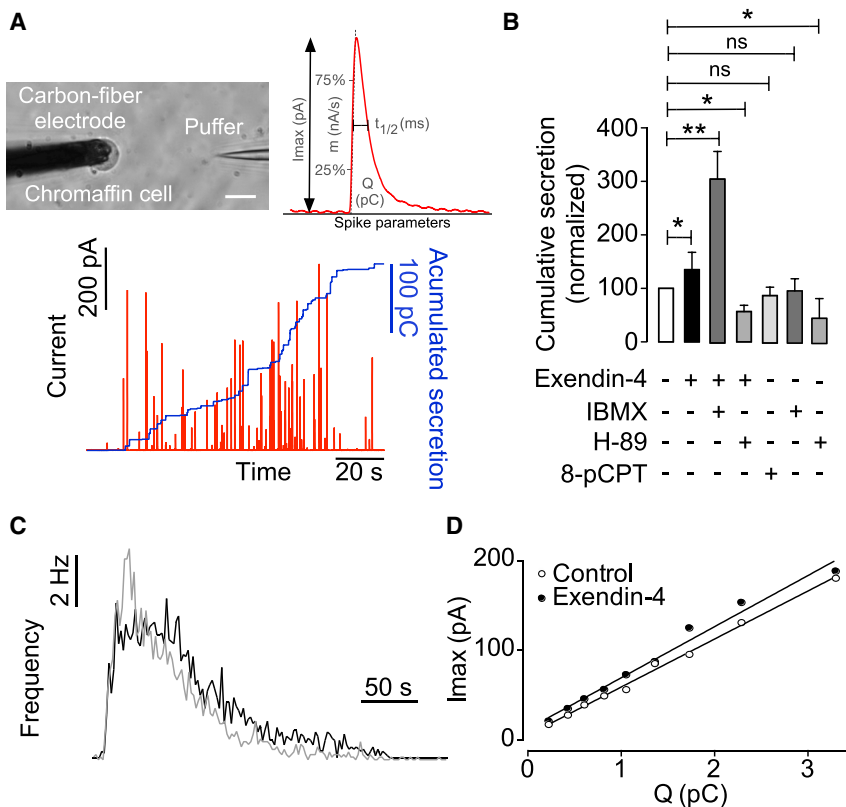 A
Carbon-fiber
electrode
Puffer
Chromaffin cell
Imax (pA)
m (nA/s)
75%
25%
t1/2 (ms)
Q
(pC)
Spike parameters
200 pA
Current
100 pC
Acumulated secretion
Time
20 s
B
*
ns
ns
*
**
*
Cumulative secretion
(normalized)
400
300
200
100
0
Exendin-4 - + + + - - -
IBMX - - + - - + -
H-89 - - - + - - +
8-pCPT - - - - + - -
C
2 Hz
Frequency
50 s
D
200
100
0
Imax (pA)
Control
Exendin-4
0 1 2 3
Q (pC)